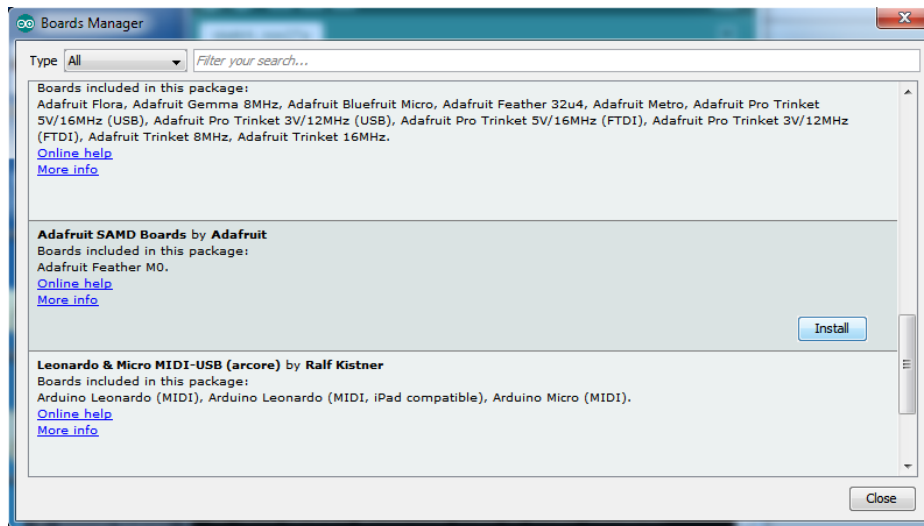 Boards Manager
Type All Filter your search...
Boards included in this package:
Adafruit Flora, Adafruit Gemma 8MHz, Adafruit Bluefruit Micro, Adafruit Feather 32u4, Adafruit Metro, Adafruit Pro Trinket
5V/16MHz (USB), Adafruit Pro Trinket 3V/12MHz (USB), Adafruit Pro Trinket 5V/16MHz (FTDI), Adafruit Pro Trinket 3V/12MHz
(FTDI), Adafruit Trinket 8MHz, Adafruit Trinket 16MHz.
Online help
More info
Adafruit SAMD Boards by Adafruit
Boards included in this package:
Adafruit Feather M0.
Online help
More info
Install
Leonardo & Micro MIDI-USB (arcore) by Ralf Kistner
Boards included in this package:
Arduino Leonardo (MIDI), Arduino Leonardo (MIDI, iPad compatible), Arduino Micro (MIDI).
Online help
More info
Close